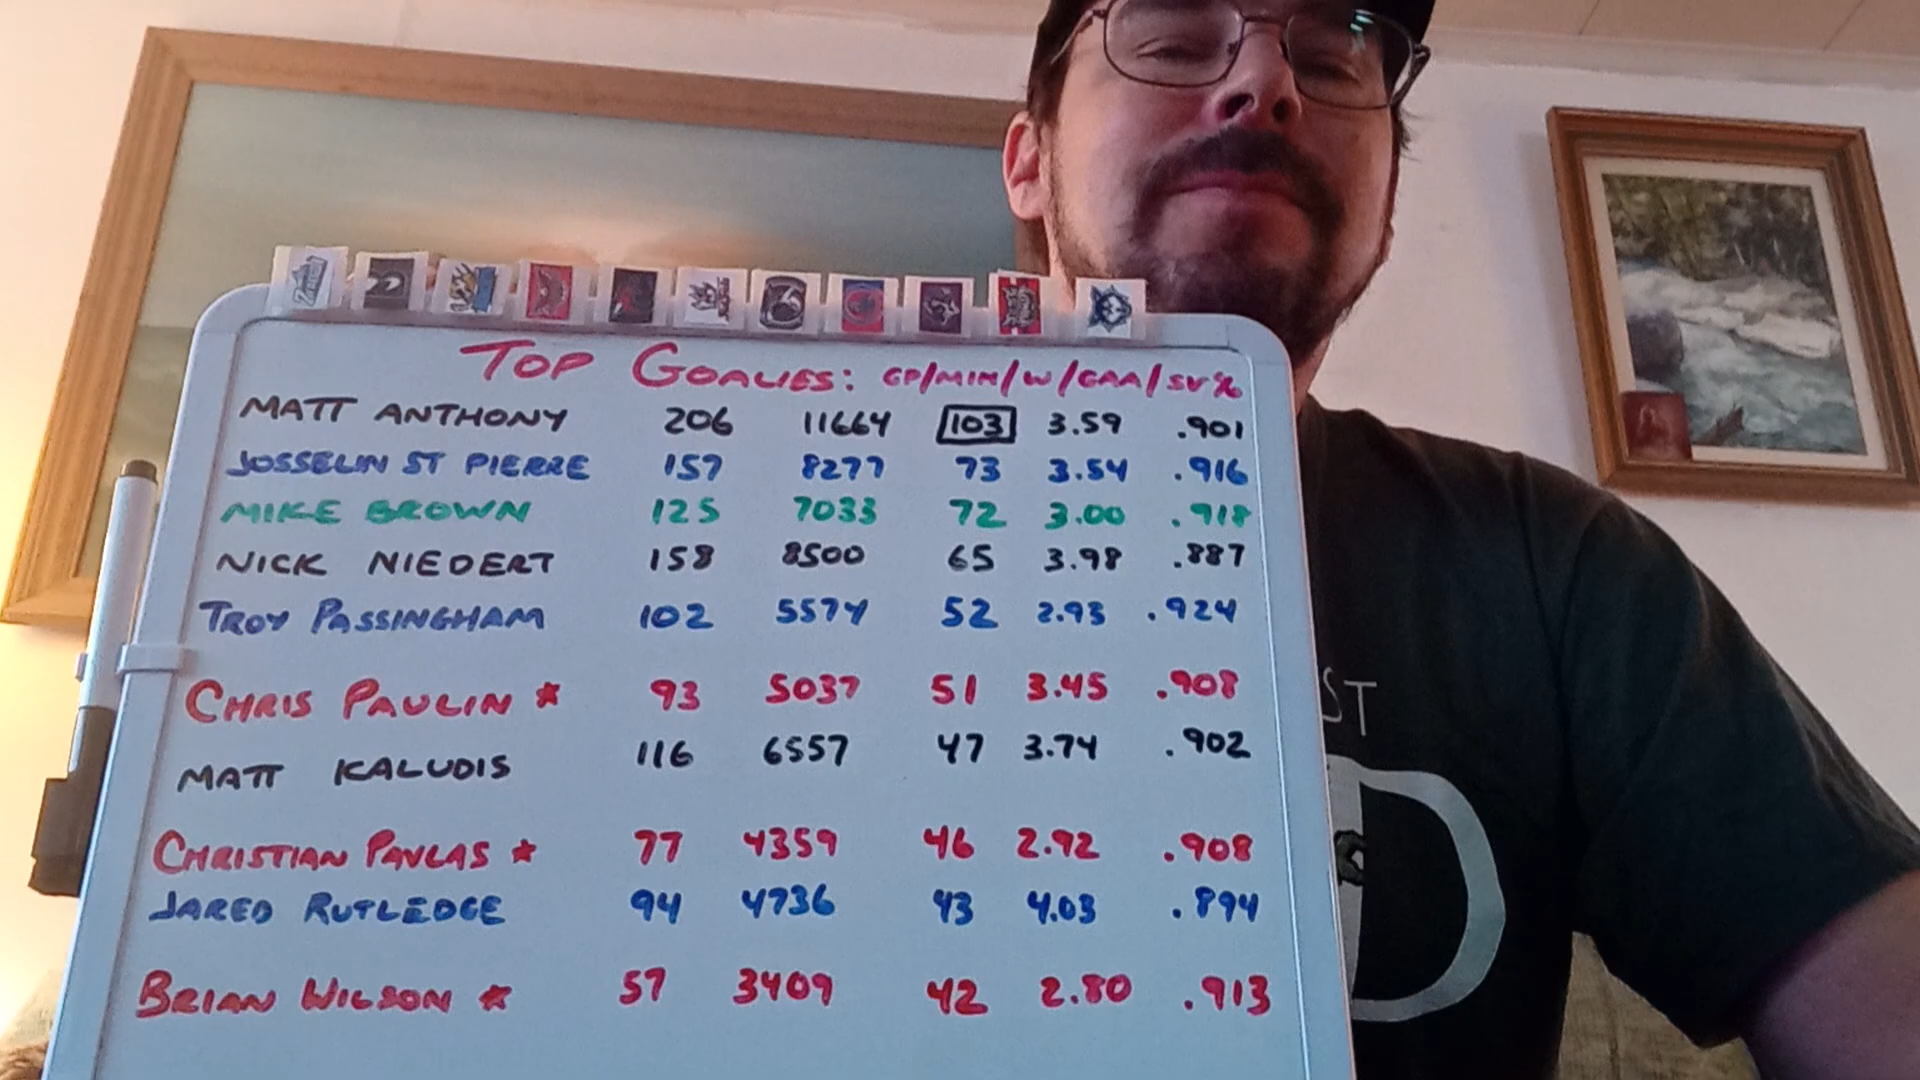 TOP GOALIES: GP/MIN/W/GAA/SV%
MATT ANTHONY 206 11664 103 3.59 .901
JOSSELIN ST PIERRE 157 8277 73 3.54 .916
MIKE BROWN 125 7033 72 3.00 .918
NICK NIEDERT 158 8500 65 3.98 .887
TROY PASSINGHAM 102 5574 52 2.93 .924
CHRIS PAULIN ★ 93 5037 51 3.45 .908
MATT KALUDIS 116 6557 47 3.74 .902
CHRISTIAN PAVLAS ★ 77 4359 46 2.92 .908
JARED RUTLEDGE 94 4736 43 4.03 .894
BRIAN WILSON ★ 57 3409 42 2.80 .913